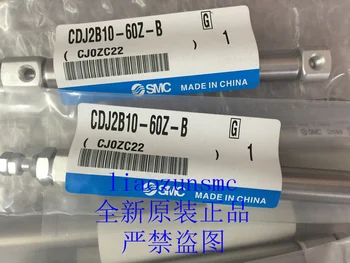 CDJ2B10-60Z-B
G
1
( CJ0ZC22 )
SMC
MADE IN CHINA
CDJ2B10-60Z-B
G
1
( CJ0ZC22 )
SMC
MADE IN CHINA
liaozunsmc
全新原装正品
严禁盗图